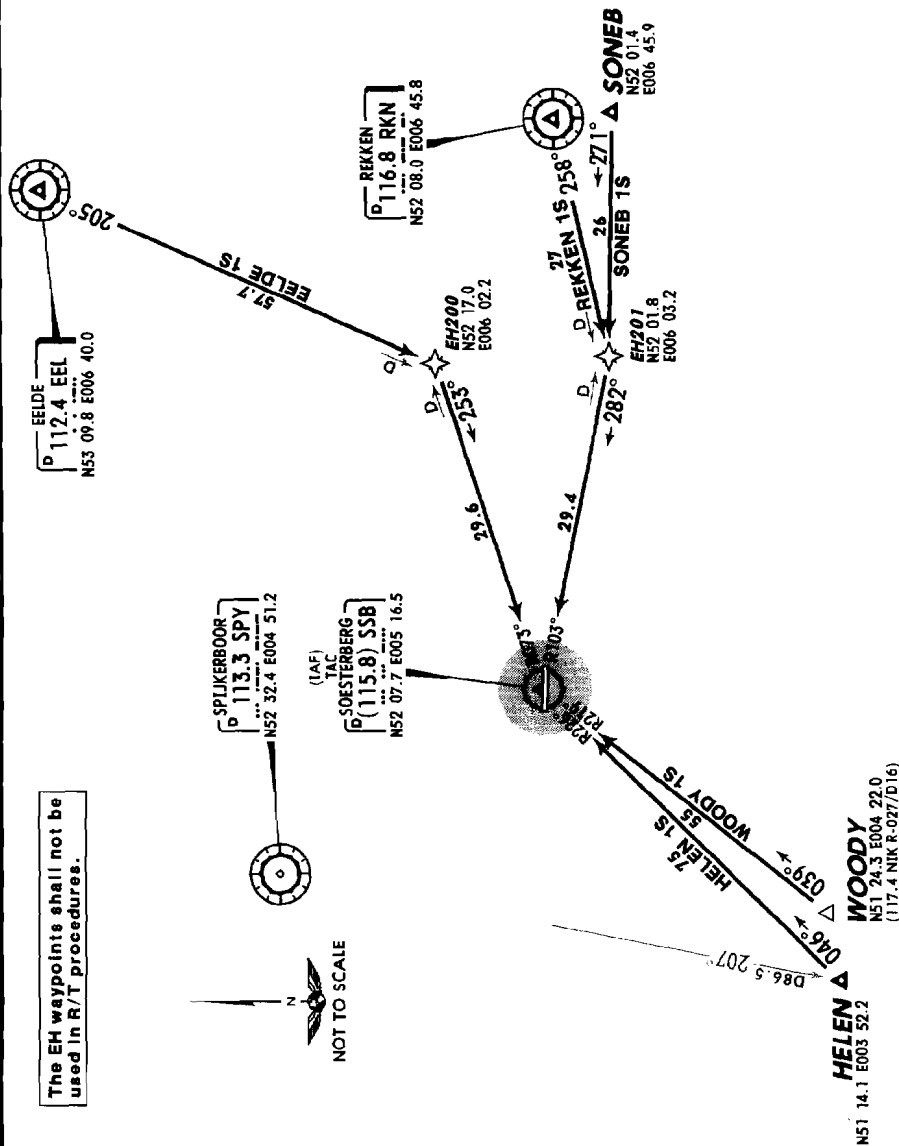 The EH waypoints shall not be
used in R/T procedures.
N
NOT TO SCALE
EELDE
D 112.4 EEL
N53 09.8 E006 40.0
205°
57.7
EELDE 1S
D
EH200
N52 17.0
E006 02.2
D
253°
29.6
SPIJKERBOOR
D 113.3 SPY
N52 32.4 E004 51.2
(IAF)
TAC
SOESTERBERG
D (115.8) SSB
N52 07.7 E005 16.5
REKKEN
D 116.8 RKN
N52 08.0 E006 45.8
258°
27
REKKEN 1S
D
271°
26
SONEB 1S
SONEB
N52 01.4
E006 45.9
EH201
N52 01.8
E006 03.2
D
282°
29.4
R103°
WOODY 1S
55
039°
WOODY
N51 24.3 E004 22.0
(117.4 NIK R-027/D16)
HELEN 1S
75
046°
D86.5 207°
HELEN
N51 14.1 E003 52.2